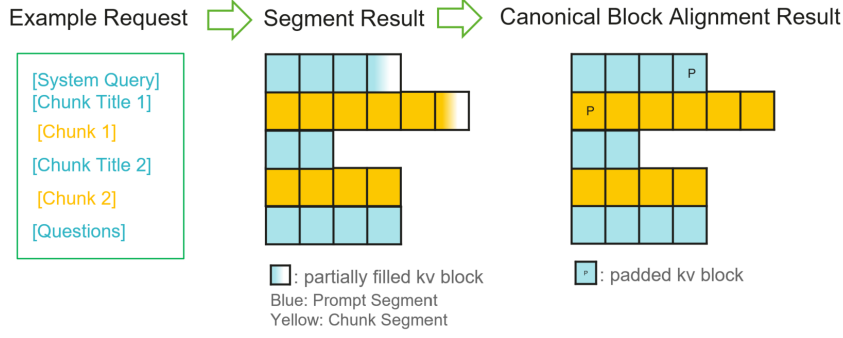 Example Request
Segment Result
Canonical Block Alignment Result
[System Query]
[Chunk Title 1]
[Chunk 1]
[Chunk Title 2]
[Chunk 2]
[Questions]
P
P
: partially filled kv block
Blue: Prompt Segment
Yellow: Chunk Segment
P : padded kv block